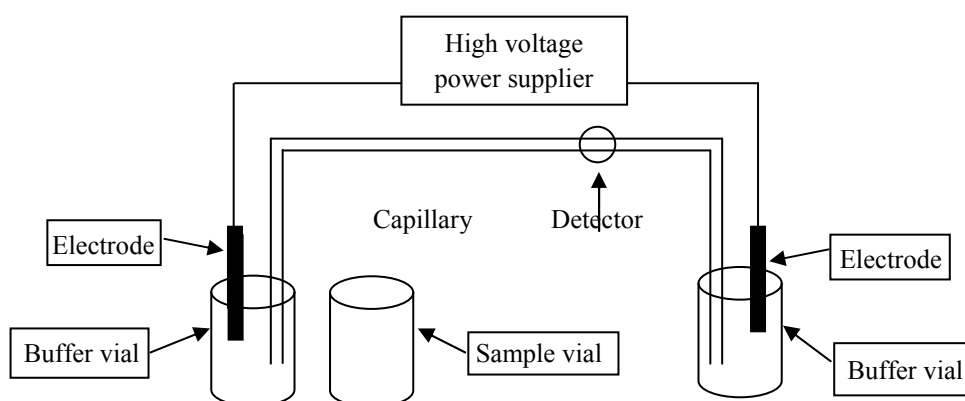 High voltage
power supplier
Capillary
Detector
Electrode
Electrode
Buffer vial
Sample vial
Buffer vial